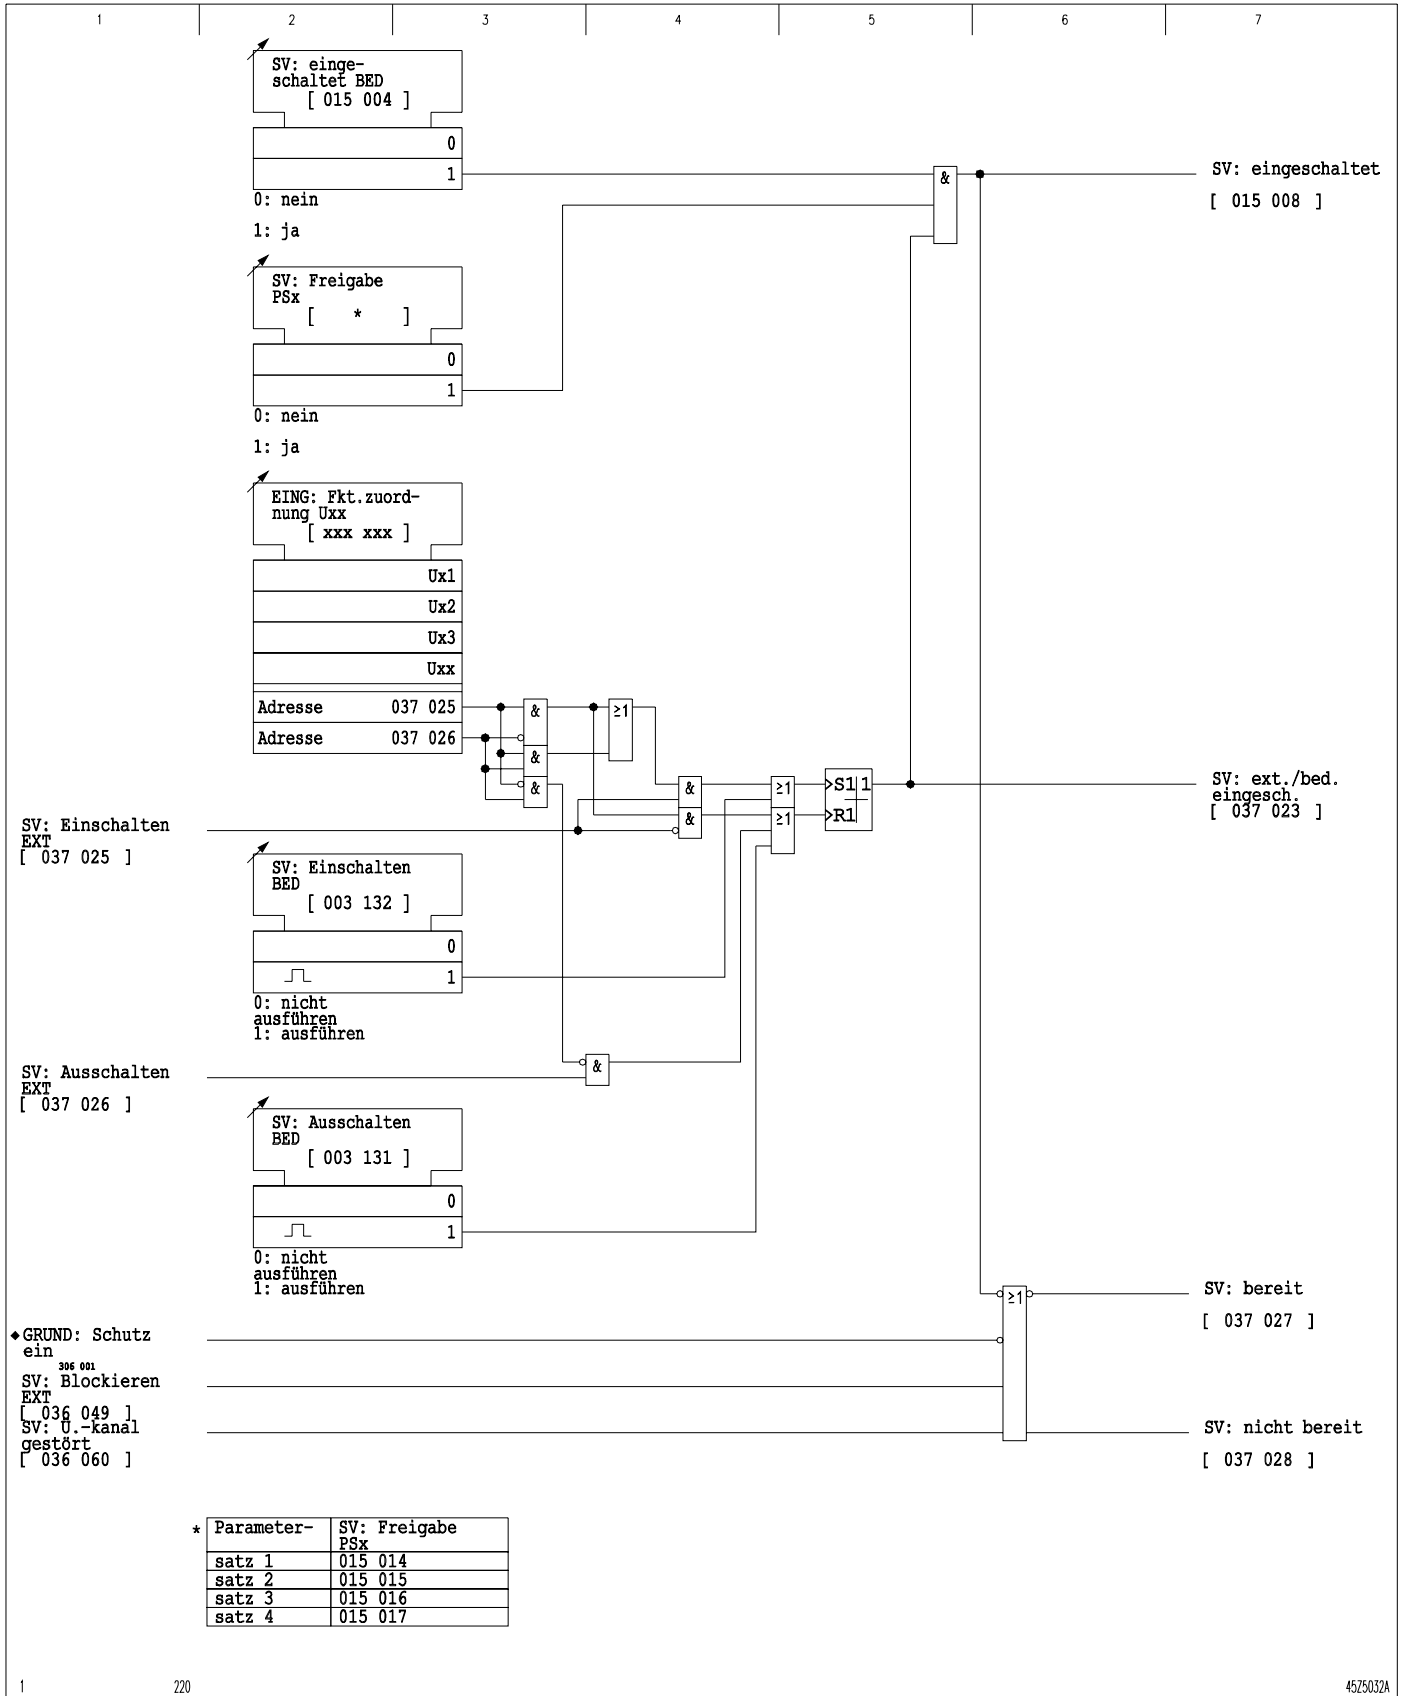 1 2 3 4 5 6 7
SV: einge-
schaltet BED
[ 015 004 ]
0
1
0: nein
1: ja
&
SV: eingeschaltet
[ 015 008 ]
SV: Freigabe
PSx
[ * ]
0
1
0: nein
1: ja
EING: Fkt.zuord-
nung Uxx
[ xxx xxx ]
Ux1
Ux2
Ux3
Uxx
Adresse 037 025
Adresse 037 026
&
&
&
≥1
&
&
≥1
≥1
S1 1
R1
SV: ext./bed.
eingesch.
[ 037 023 ]
SV: Einschalten
EXT
[ 037 025 ]
SV: Einschalten
BED
[ 003 132 ]
0
1
0: nicht
ausführen
1: ausführen
&
SV: Ausschalten
EXT
[ 037 026 ]
SV: Ausschalten
BED
[ 003 131 ]
0
1
0: nicht
ausführen
1: ausführen
≥1
SV: bereit
[ 037 027 ]
GRUND: Schutz
ein
306 001
SV: Blockieren
EXT
[ 036 049 ]
SV: Ü.-kanal
gestört
[ 036 060 ]
SV: nicht bereit
[ 037 028 ]
* Parameter- SV: Freigabe
PSx
satz 1 015 014
satz 2 015 015
satz 3 015 016
satz 4 015 017
1 220 45Z5032A